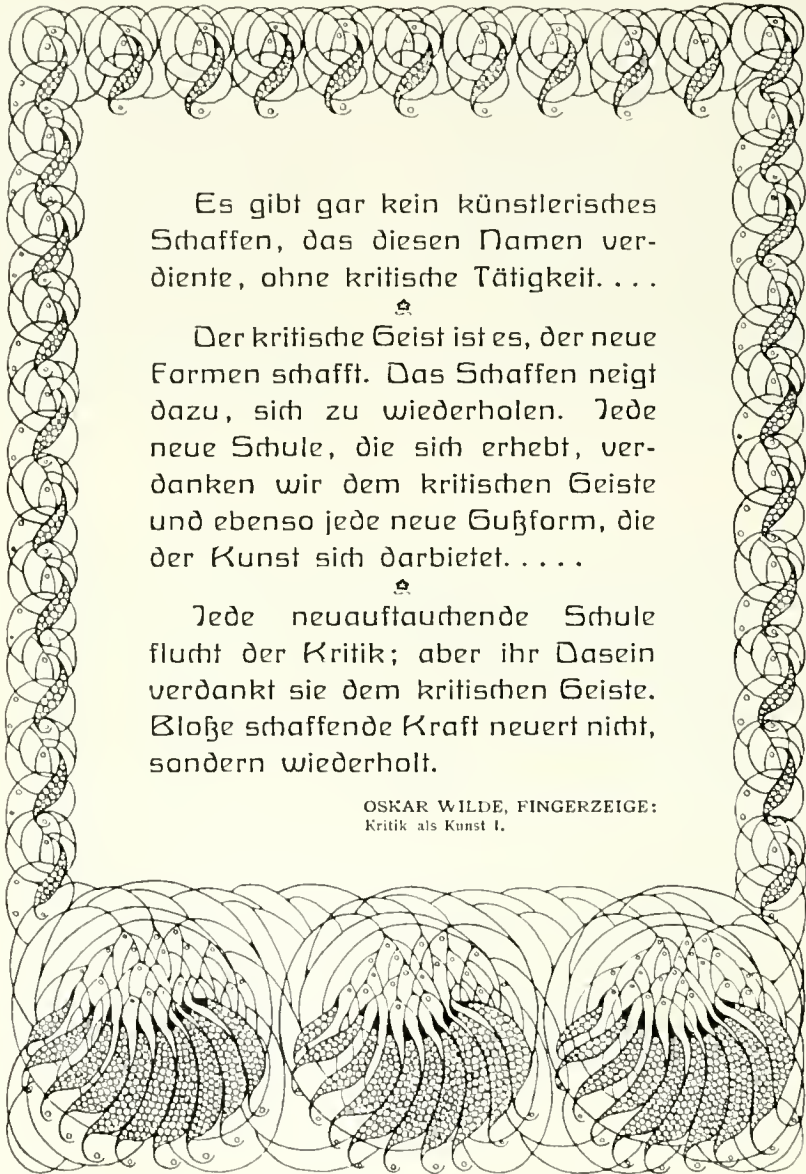 Es gibt gar kein künstlerisches
Schaffen, das diesen Namen ver-
diente, ohne kritische Tätigkeit. . . .
Der kritische Geist ist es, der neue
Formen schafft. Das Schaffen neigt
dazu, sich zu wiederholen. Jede
neue Schule, die sich erhebt, ver-
danken wir dem kritischen Geiste
und ebenso jede neue Gußform, die
der Kunst sich darbietet. . . . .
Jede neuauftauchende Schule
flucht der Kritik; aber ihr Dasein
verdankt sie dem kritischen Geiste.
Bloße schaffende Kraft neuert nicht,
sondern wiederholt.
OSKAR WILDE, FINGERZEIGE:
Kritik als Kunst I.